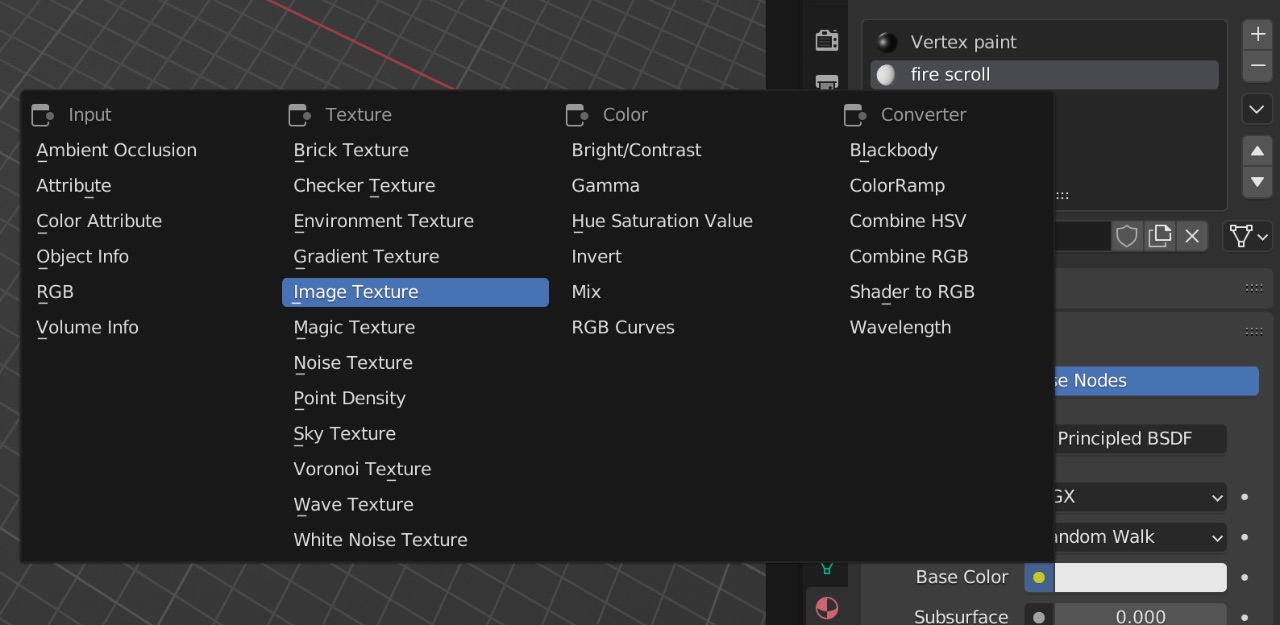 Vertex paint
fire scroll
Input
Ambient Occlusion
Attribute
Color Attribute
Object Info
RGB
Volume Info
Texture
Brick Texture
Checker Texture
Environment Texture
Gradient Texture
Image Texture
Magic Texture
Noise Texture
Point Density
Sky Texture
Voronoi Texture
Wave Texture
White Noise Texture
Color
Bright/Contrast
Gamma
Hue Saturation Value
Invert
Mix
RGB Curves
Converter
Blackbody
ColorRamp
Combine HSV
Combine RGB
Shader to RGB
Wavelength
se Nodes
Principled BSDF
GX
andom Walk
Base Color
Subsurface 0.000